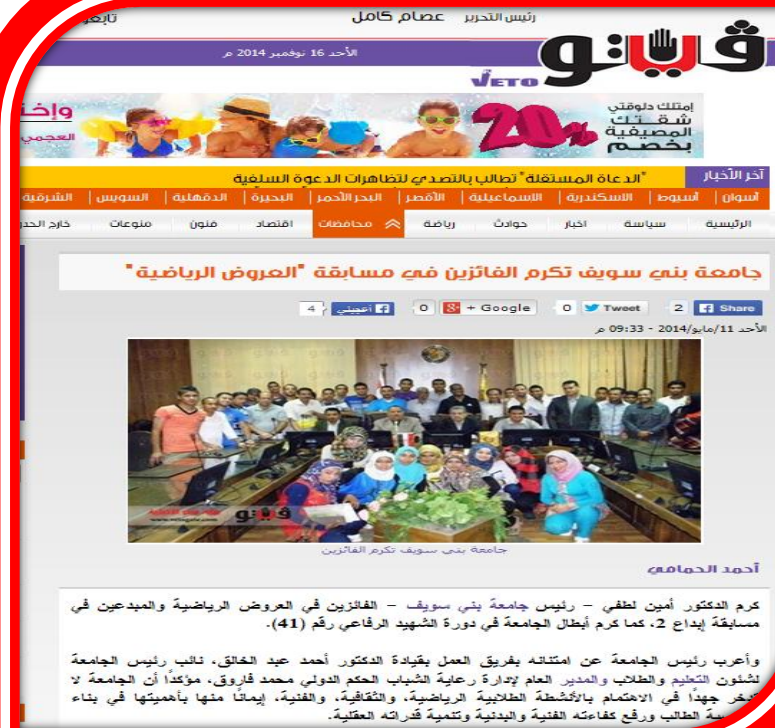 رئيس التحرير عصام كامل
الأحد 16 نوفمبر 2014 م
ڤيتو
VETO
إمتلك دلوقتي
شقتك
المصيفية
بخصم
20%
العجمي
آخر الأخبار
"الدعاة المستقلة" تطالب بالتصدي لتظاهرات الدعوة السلفية
أسوان | أسيوط | الاسكندرية | الاسماعيلية | الأقصر | البحر الأحمر | البحيرة | الدقهلية | السويس | الشرقية
الرئيسية سياسة اخبار حوادث رياضة محافظات اقتصاد فنون منوعات خارج
جامعة بني سويف تكرم الفائزين في مسابقة "العروض الرياضية"
Share 2 Tweet 0 Google + 0 أعجبني 4
الأحد 11/مايو/2014 - 09:33 م
ڤيتو
جامعة بنى سويف تكرم الفائزين
أحمد الحمامي
كرم الدكتور أمين لطفي – رئيس جامعة بني سويف – الفائزين في العروض الرياضية والمبدعين في
مسابقة إبداع 2، كما كرم أبطال الجامعة في دورة الشهيد الرفاعي رقم (41).
وأعرب رئيس الجامعة عن امتنانه بفريق العمل بقيادة الدكتور أحمد عبد الخالق، نائب رئيس الجامعة
لشئون التعليم والطلاب والمدير العام لإدارة رعاية الشباب الحكم الدولي محمد فاروق، مؤكدًا أن الجامعة لا
تدخر جهدًا في الاهتمام بالأنشطة الطلابية الرياضية، والثقافية، والفنية، إيمانًا منها بأهميتها في بناء
الطالب ورفع كفاءته الفنية والبدنية وتنمية قدراته العقلية.